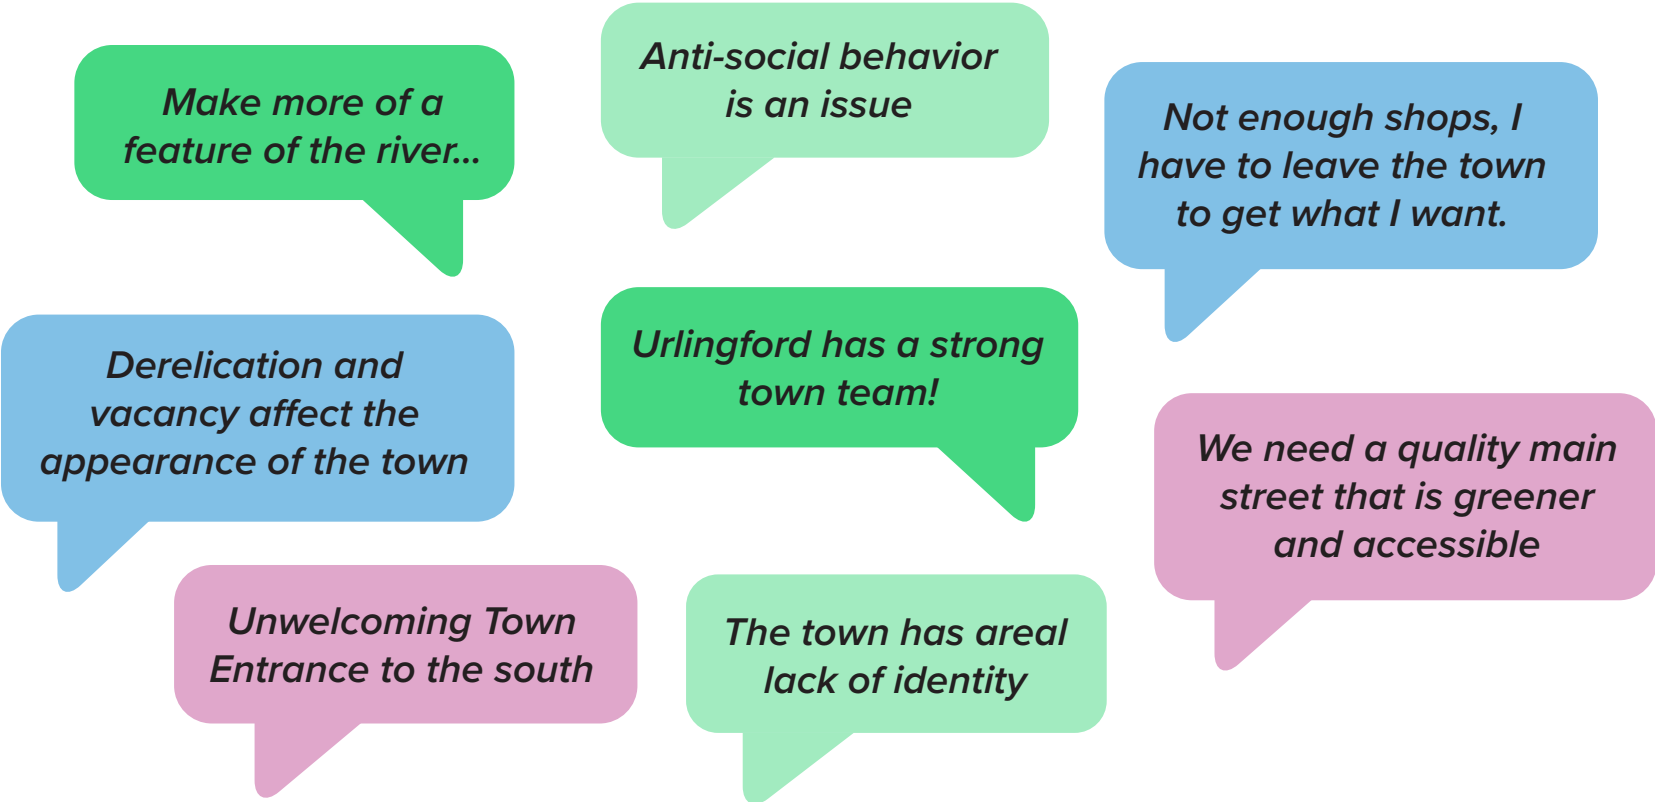 Make more of a
feature of the river...
Anti-social behavior
is an issue
Not enough shops, I
have to leave the town
to get what I want.
Derelication and
vacancy affect the
appearance of the town
Urlingford has a strong
town team!
We need a quality main
street that is greener
and accessible
Unwelcoming Town
Entrance to the south
The town has areal
lack of identity